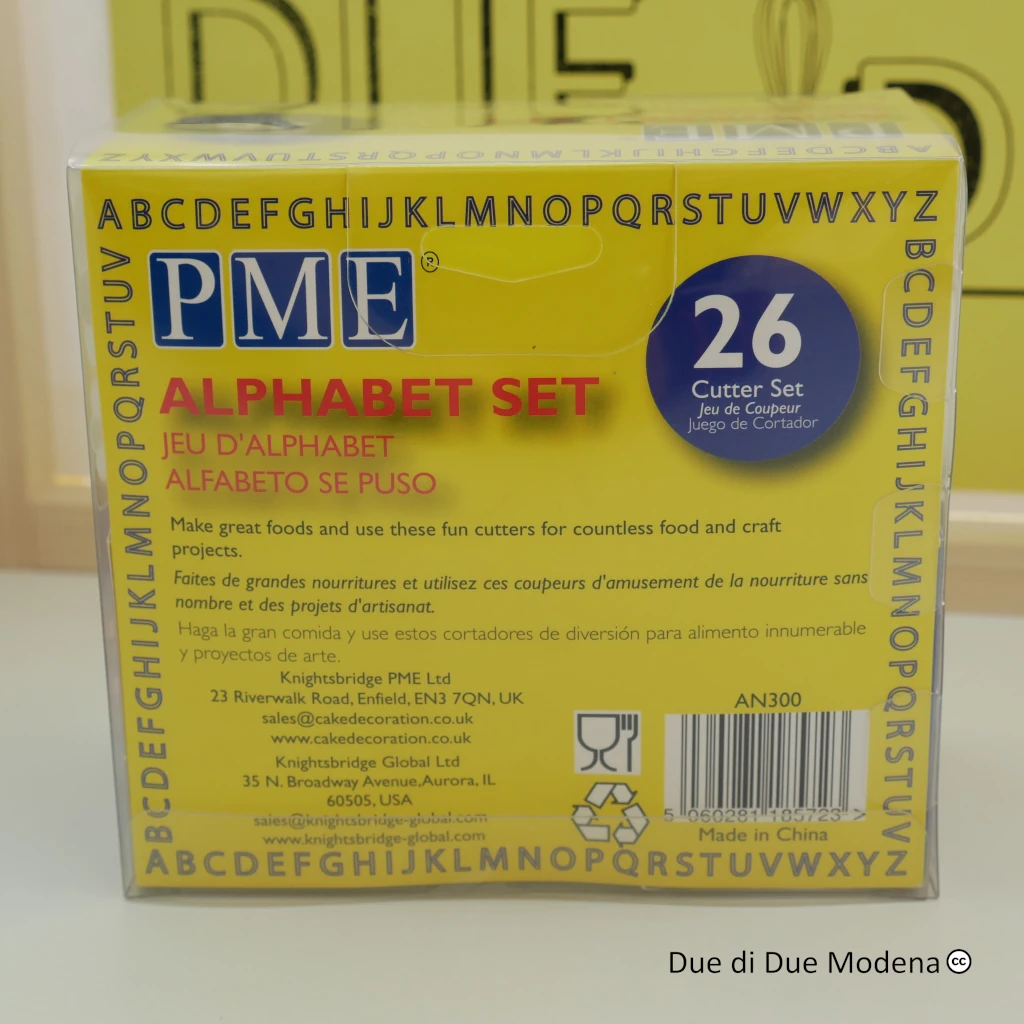 DUE D
PME
ABCDEFGHIJKLMNOPQRSTUVWXYZ
ABCDEFGHIJKLMNOPQRSTUVWXYZ
PME®
26
Cutter Set
Jeu de Coupeur
Juego de Cortador
ALPHABET SET
JEU D'ALPHABET
ALFABETO SE PUSO
Make great foods and use these fun cutters for countless food and craft
projects.
Faites de grandes nourritures et utilisez ces coupeurs d'amusement de la nourriture sans
nombre et des projets d'artisanat.
Haga la gran comida y use estos cortadores de diversión para alimento innumerable
y proyectos de arte.
Knightsbridge PME Ltd
23 Riverwalk Road, Enfield, EN3 7QN, UK
sales@cakedecoration.co.uk
www.cakedecoration.co.uk
Knightsbridge Global Ltd
35 N. Broadway Avenue,Aurora, IL
60505, USA
sales@knightsbridge-global.com
www.knightsbridge-global.com
AN300
5 060281 185723 >
Made in China
BCDEFGHIJKLMNOPQRSTUV
BCDEFGHIJKLMNOPQRSTUV
ABCDEFGHIJKLMNOPQRSTUVWXYZ
Due di Due Modena cc